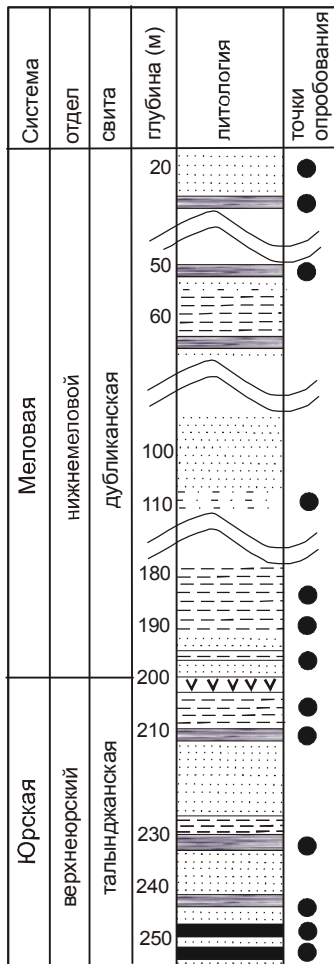 Система
отдел
свита
глубина (м)
литология
точки
опробования
Меловая
нижнемеловой
дубликанская
20
50
60
100
110
180
190
200
Юрская
верхнеюрский
талынджанская
210
230
240
250